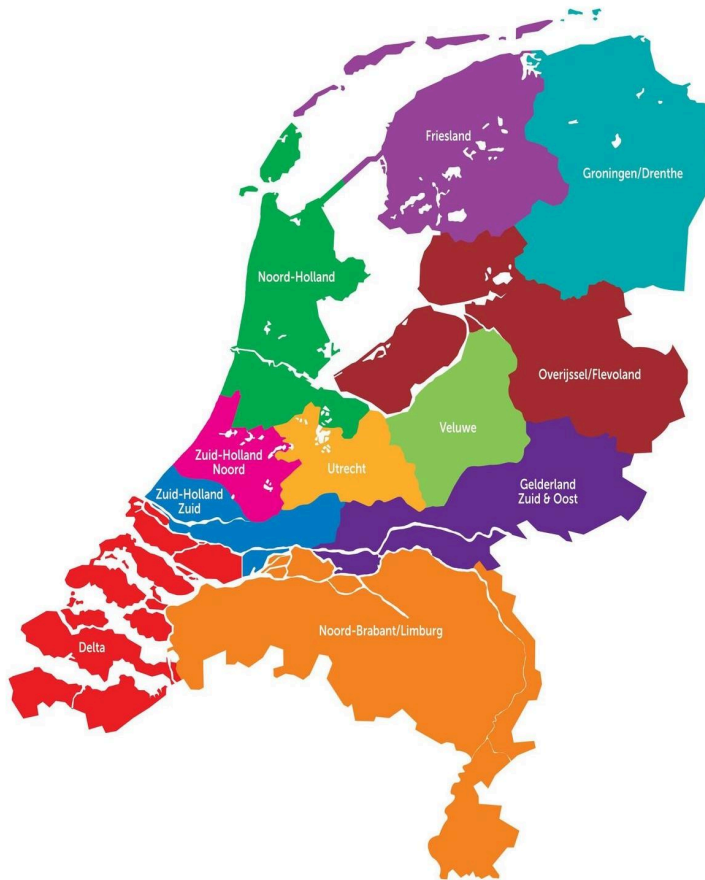 Friesland
Groningen/Drenthe
Noord-Holland
Overijssel/Flevoland
Veluwe
Zuid-Holland
Noord
Utrecht
Zuid-Holland
Zuid
Gelderland
Zuid & Oost
Noord-Brabant/Limburg
Delta